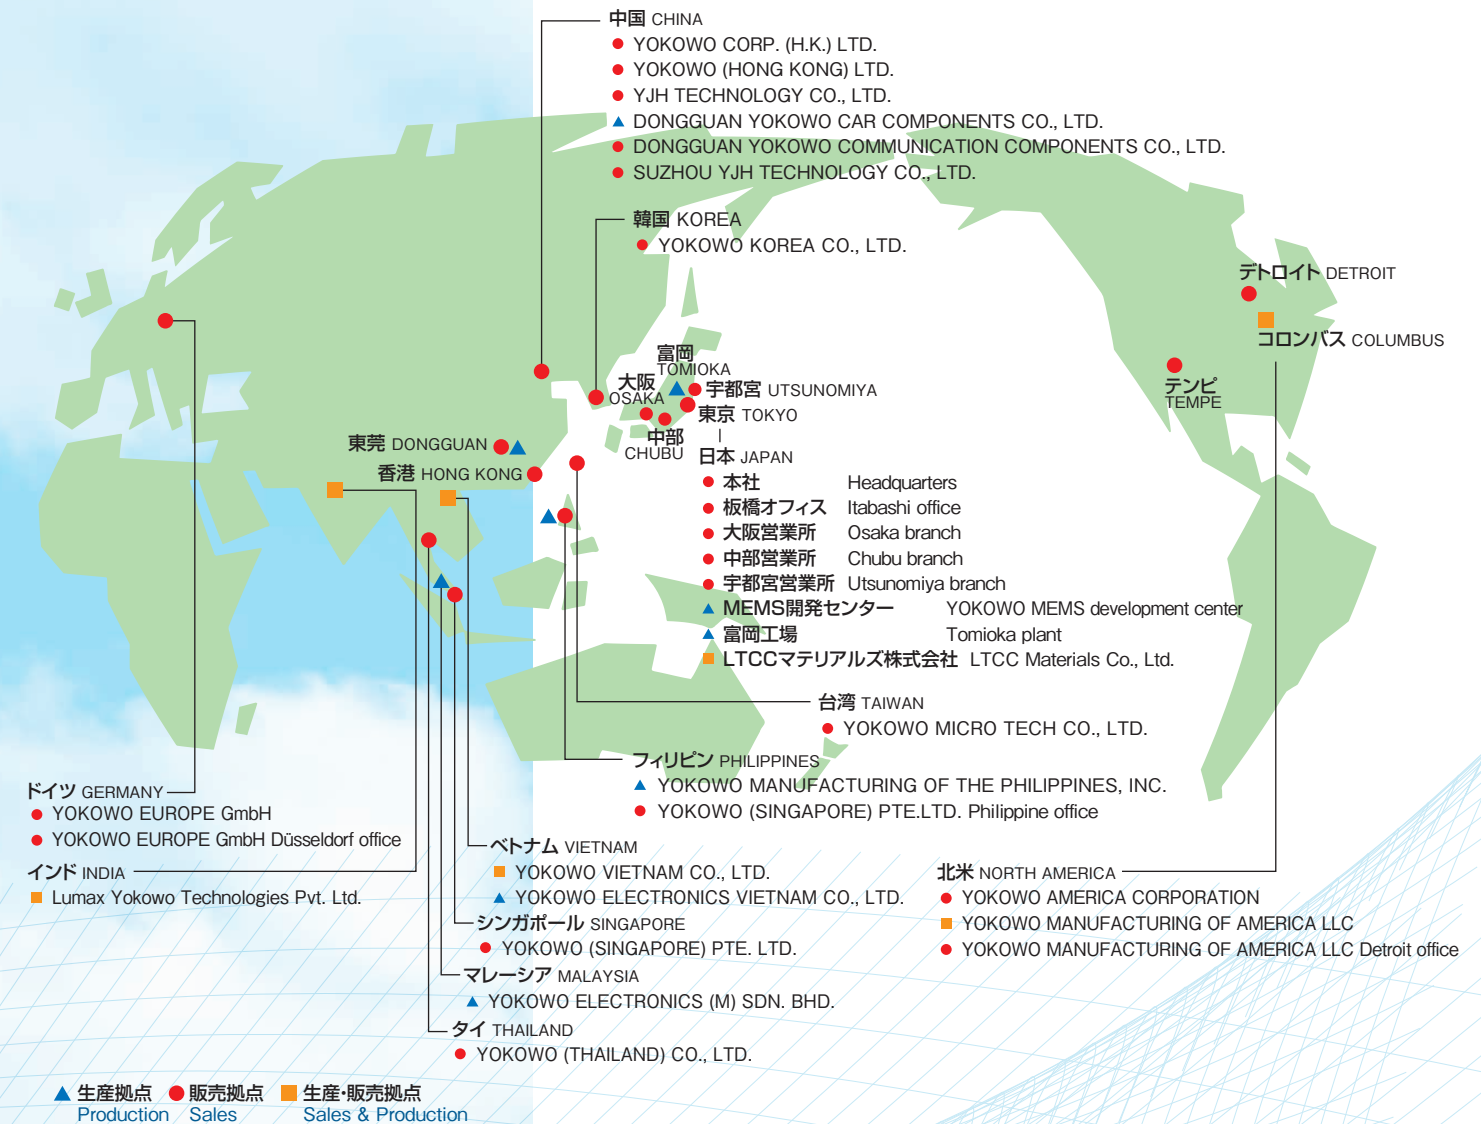 中国 CHINA
YOKOWO CORP. (H.K.) LTD.
YOKOWO (HONG KONG) LTD.
YJH TECHNOLOGY CO., LTD.
DONGGUAN YOKOWO CAR COMPONENTS CO., LTD.
DONGGUAN YOKOWO COMMUNICATION COMPONENTS CO., LTD.
SUZHOU YJH TECHNOLOGY CO., LTD.
韓国 KOREA
YOKOWO KOREA CO., LTD.
デトロイト DETROIT
コロンバス COLUMBUS
テンピ
TEMPE
富岡
TOMIOKA
大阪
OSAKA
宇都宮 UTSUNOMIYA
東京 TOKYO
中部
CHUBU
東莞 DONGGUAN
香港 HONG KONG
日本 JAPAN
本社 Headquarters
板橋オフィス Itabashi office
大阪営業所 Osaka branch
中部営業所 Chubu branch
宇都宮営業所 Utsunomiya branch
MEMS開発センター YOKOWO MEMS development center
富岡工場 Tomioka plant
LTCCマテリアルズ株式会社 LTCC Materials Co., Ltd.
台湾 TAIWAN
YOKOWO MICRO TECH CO., LTD.
フィリピン PHILIPPINES
YOKOWO MANUFACTURING OF THE PHILIPPINES, INC.
YOKOWO (SINGAPORE) PTE.LTD. Philippine office
ドイツ GERMANY
YOKOWO EUROPE GmbH
YOKOWO EUROPE GmbH Düsseldorf office
インド INDIA
Lumax Yokowo Technologies Pvt. Ltd.
ベトナム VIETNAM
YOKOWO VIETNAM CO., LTD.
YOKOWO ELECTRONICS VIETNAM CO., LTD.
シンガポール SINGAPORE
YOKOWO (SINGAPORE) PTE. LTD.
マレーシア MALAYSIA
YOKOWO ELECTRONICS (M) SDN. BHD.
タイ THAILAND
YOKOWO (THAILAND) CO., LTD.
北米 NORTH AMERICA
YOKOWO AMERICA CORPORATION
YOKOWO MANUFACTURING OF AMERICA LLC
YOKOWO MANUFACTURING OF AMERICA LLC Detroit office
生産拠点 販売拠点 生産・販売拠点
Production Sales Sales & Production